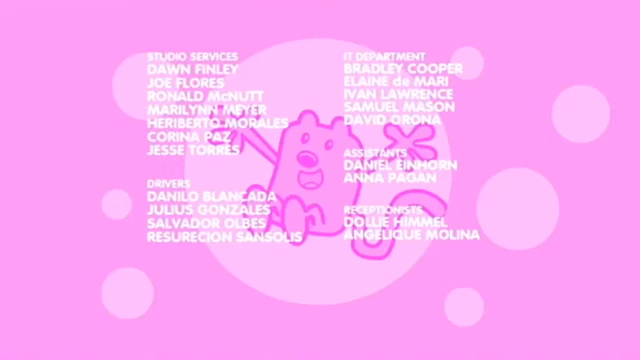 STUDIO SERVICES
DAWN FINLEY
JOE FLORES
RONALD McNUTT
MARILYNN MEYER
HERIBERTO MORALES
CORINA PAZ
JESSE TORRES
DRIVERS
DANILO BLANCADA
JULIUS GONZALES
SALVADOR OLBES
RESURECION SANSOLIS
IT DEPARTMENT
BRADLEY COOPER
ELAINE de MARI
IVAN LAWRENCE
SAMUEL MASON
DAVID ORONA
ASSISTANTS
DANIEL EINHORN
ANNA PAGAN
RECEPTIONISTS
DOLLIE HIMMEL
ANGELIQUE MOLINA